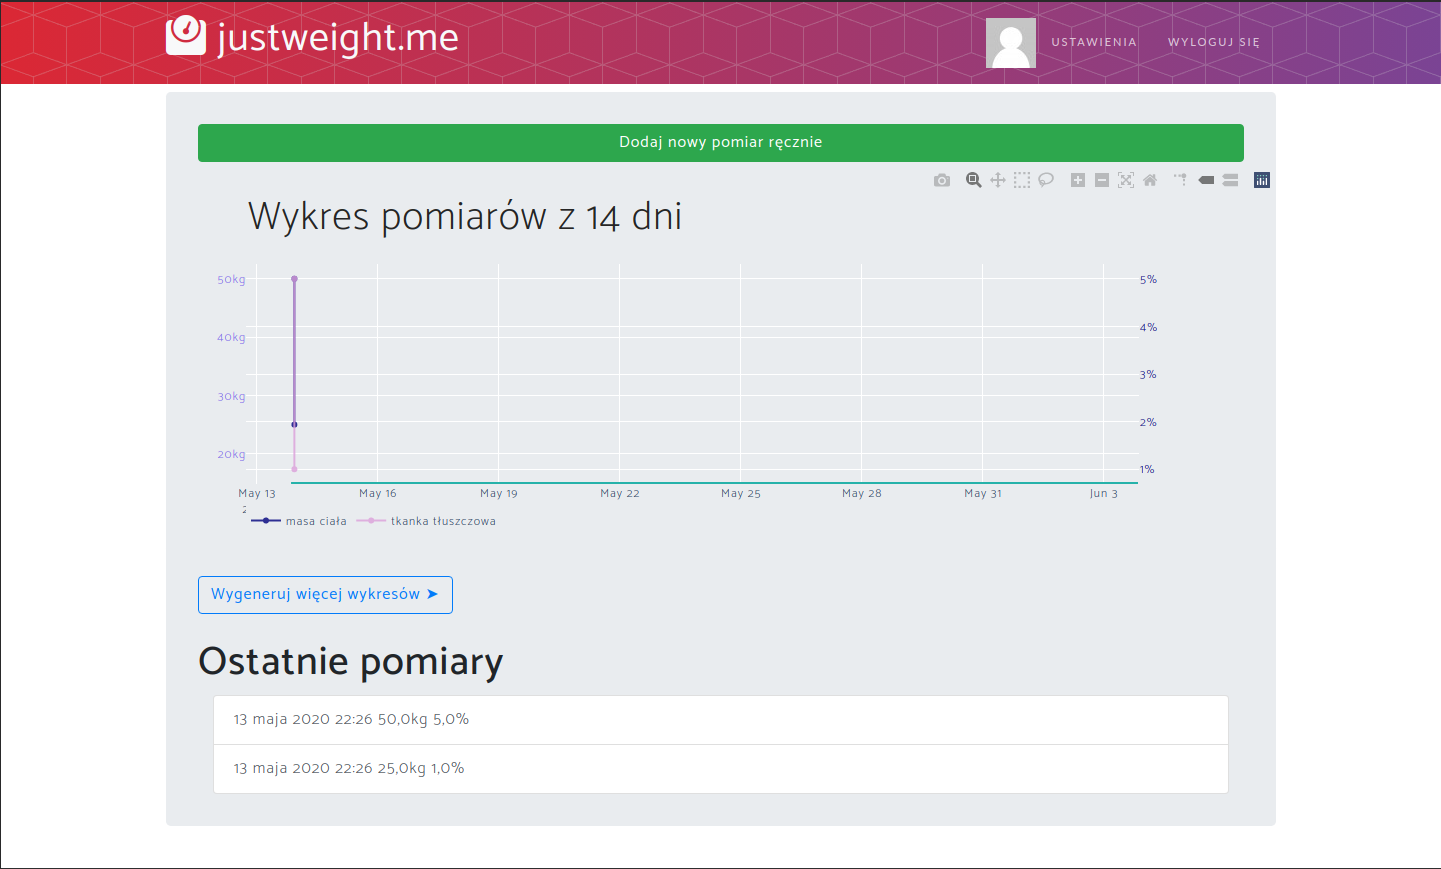 justweight.me
USTAWIENIA WYLOGUJ SIĘ
Dodaj nowy pomiar ręcznie
Wykres pomiarów z 14 dni
50kg 5%
4%
40kg
3%
30kg
2%
20kg
1%
May 13 May 16 May 19 May 22 May 25 May 28 May 31 Jun 3
masa ciała tkanka tłuszczowa
Wygeneruj więcej wykresów ➤
Ostatnie pomiary
13 maja 2020 22:26 50,0kg 5,0%
13 maja 2020 22:26 25,0kg 1,0%